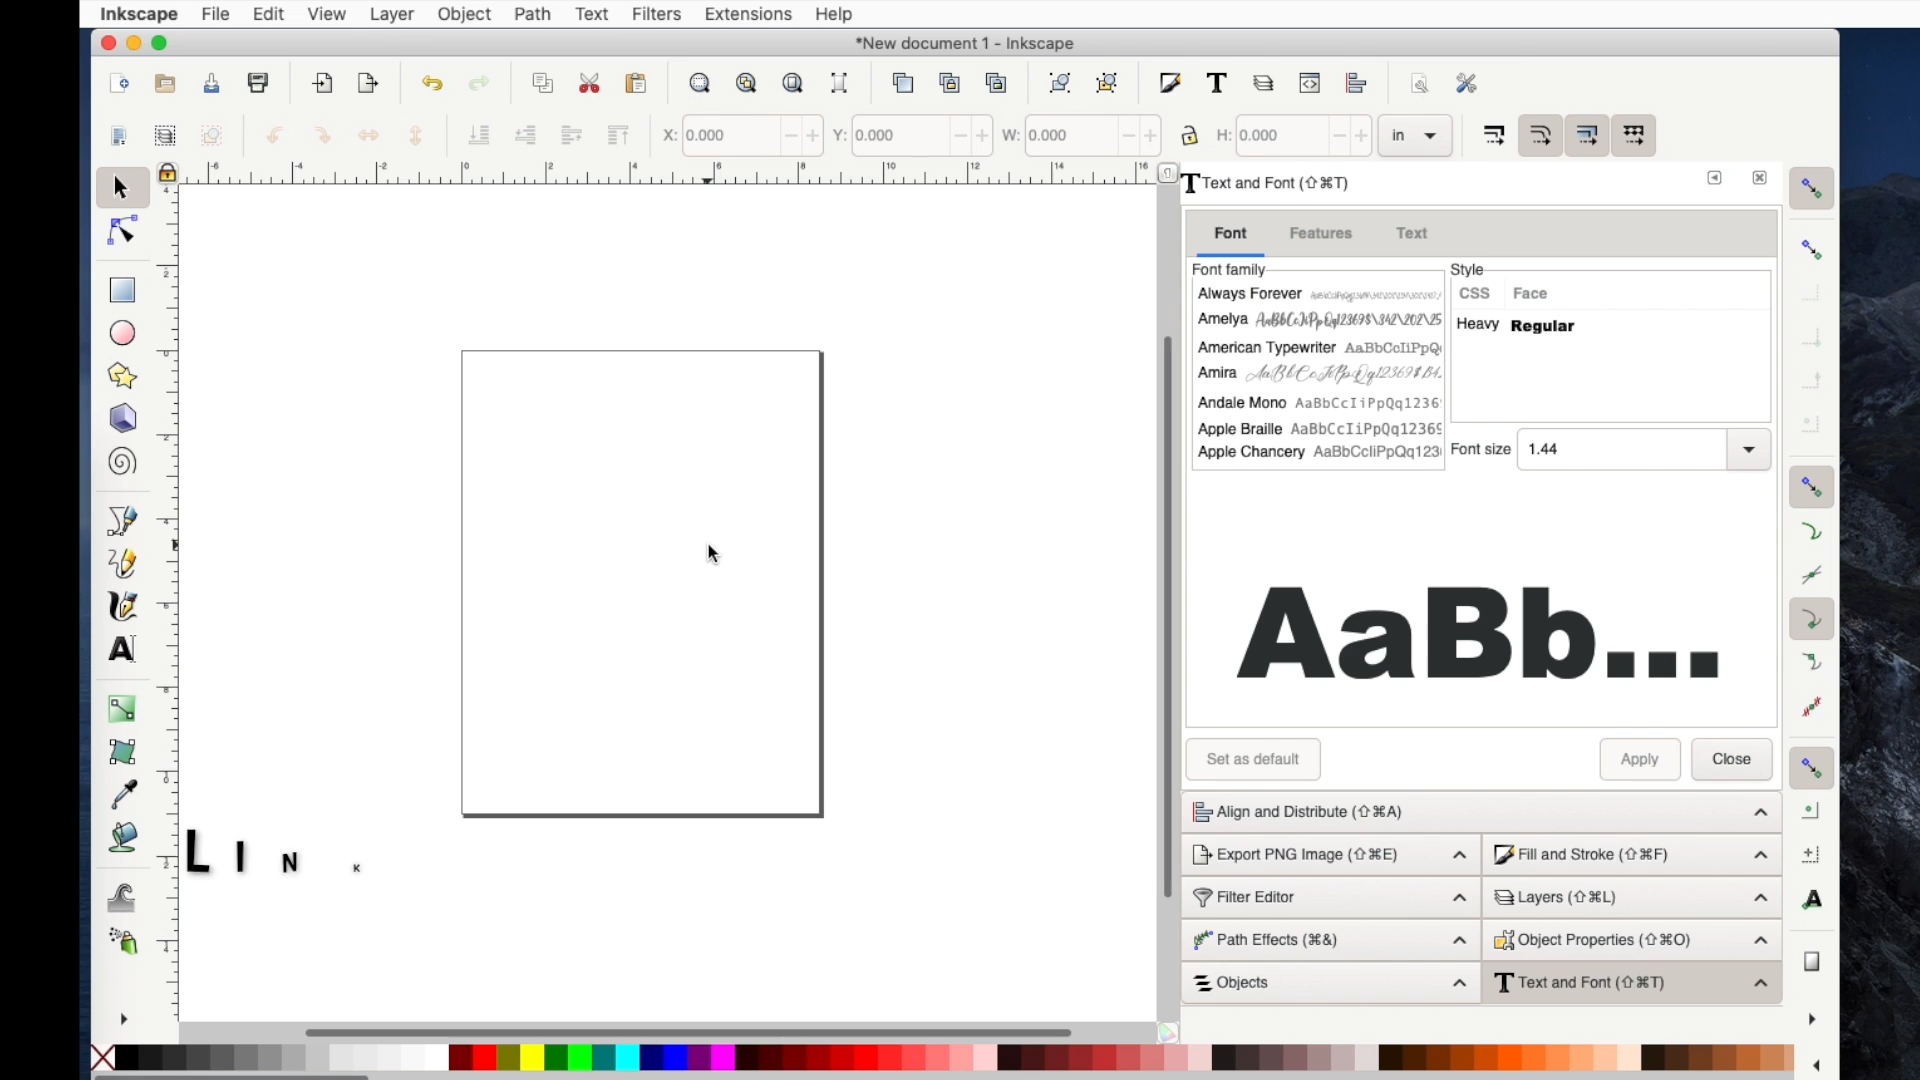 Inkscape File Edit View Layer Object Path Text Filters Extensions Help
*New document 1 - Inkscape
X: 0.000 Y: 0.000 W: 0.000 H: 0.000 in
Text and Font (⇧⌘T)
Font Features Text
Font family
Style
Always Forever
CSS Face
Amelya
Heavy Regular
American Typewriter AaBbCcIiPpQ
Amira
Andale Mono AaBbCcIiPpQq1236
Apple Braille AaBbCcIiPpQq12369
Apple Chancery AaBbCcIiPpQq123
Font size 1.44
AaBb...
Set as default Apply Close
Align and Distribute (⇧⌘A)
Export PNG Image (⇧⌘E) Fill and Stroke (⇧⌘F)
Filter Editor Layers (⇧⌘L)
Path Effects (⌘&) Object Properties (⇧⌘O)
Objects Text and Font (⇧⌘T)
L I N K